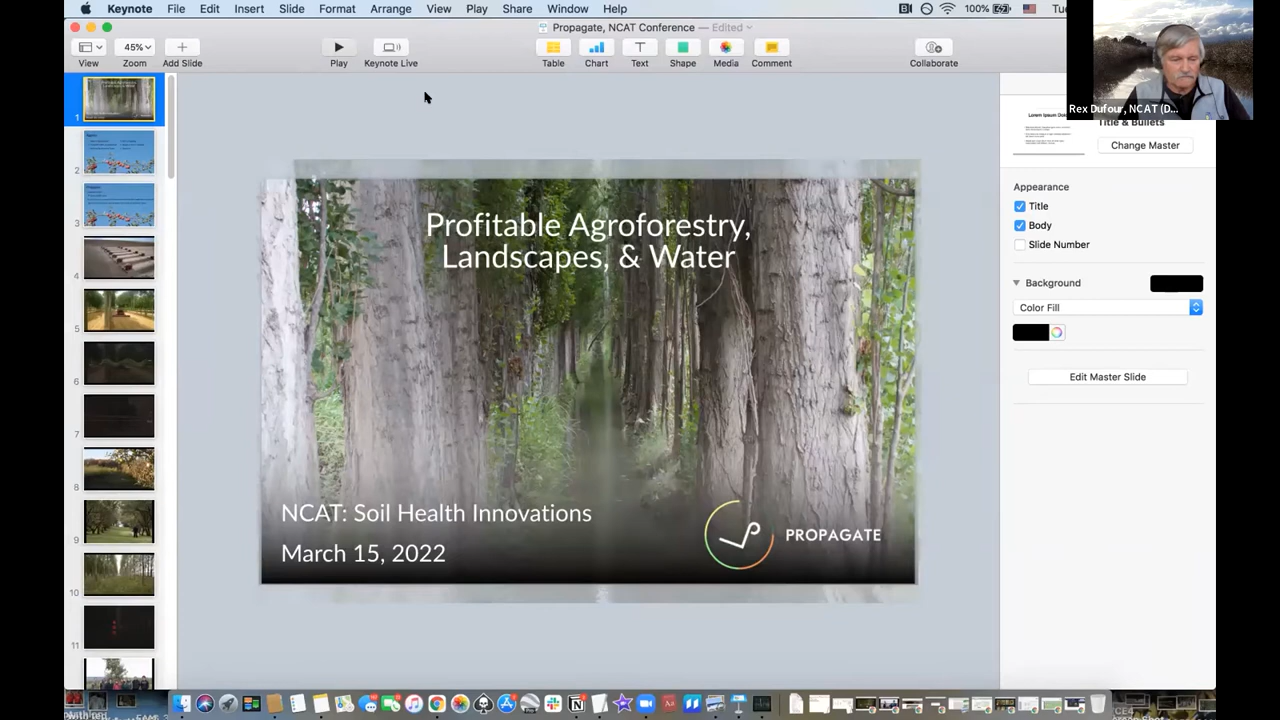 Keynote File Edit Insert Slide Format Arrange View Play Share Window Help 100% Tue
Propagate, NCAT Conference — Edited
45%
View Zoom Add Slide Play Keynote Live Table Chart Text Shape Media Comment Collaborate
Rex Dufour, NCAT (D...
Title & Bullets
Change Master
Appearance
Title
Body
Slide Number
Background
Color Fill
Edit Master Slide
1
2
3
4
5
6
7
8
9
10
11
Profitable Agroforestry,
Landscapes, & Water
NCAT: Soil Health Innovations
March 15, 2022
PROPAGATE